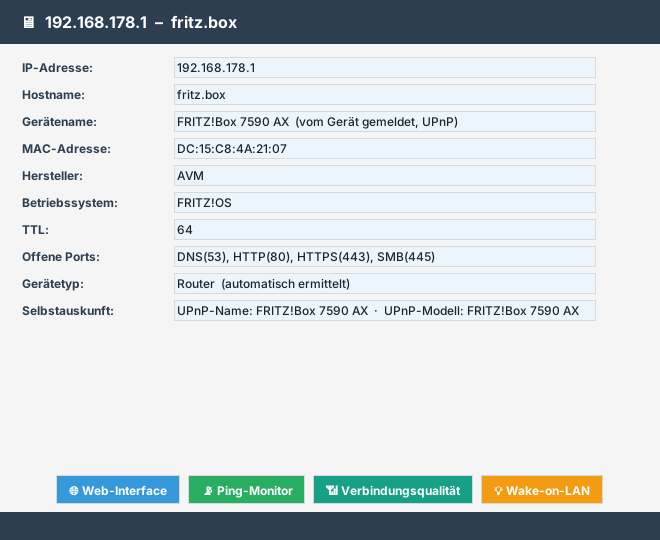 192.168.178.1 – fritz.box
IP-Adresse: 192.168.178.1
Hostname: fritz.box
Gerätename: FRITZ!Box 7590 AX (vom Gerät gemeldet, UPnP)
MAC-Adresse: DC:15:C8:4A:21:07
Hersteller: AVM
Betriebssystem: FRITZ!OS
TTL: 64
Offene Ports: DNS(53), HTTP(80), HTTPS(443), SMB(445)
Gerätetyp: Router (automatisch ermittelt)
Selbstauskunft: UPnP-Name: FRITZ!Box 7590 AX · UPnP-Modell: FRITZ!Box 7590 AX
Web-Interface Ping-Monitor Verbindungsqualität Wake-on-LAN